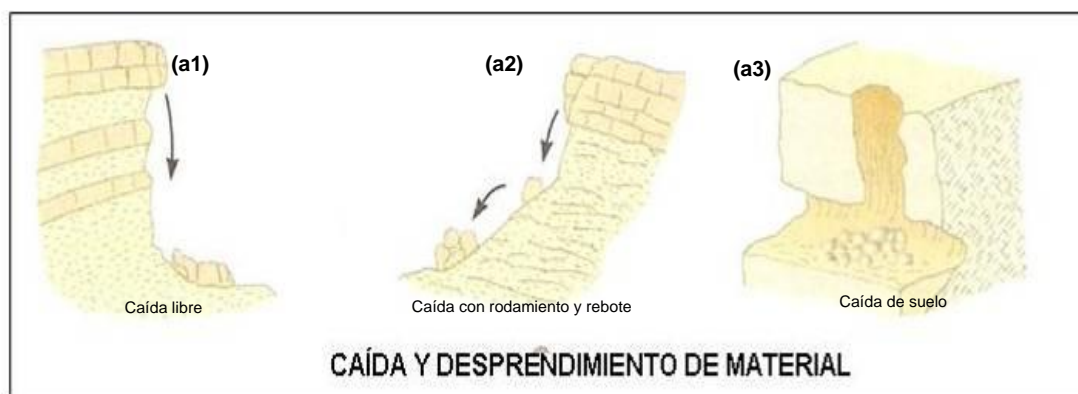 (a1)
(a2)
(a3)
Caída libre
Caída con rodamiento y rebote
Caída de suelo
CAÍDA Y DESPRENDIMIENTO DE MATERIAL